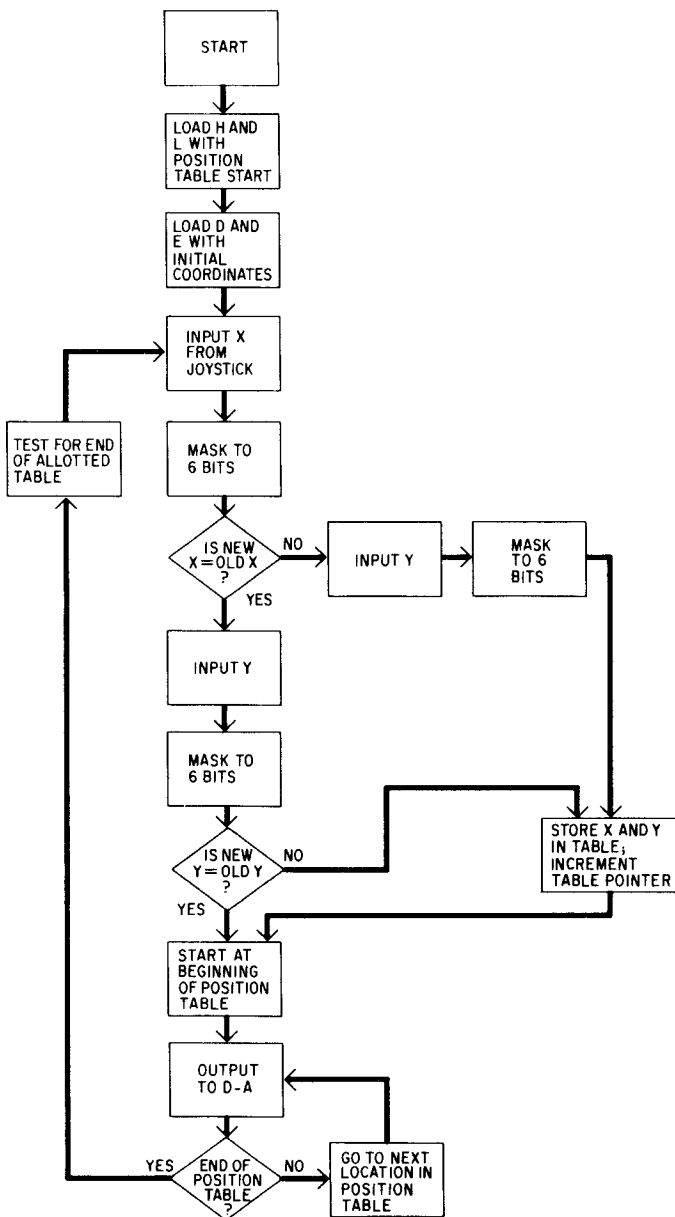 START
LOAD H AND
L WITH
POSITION
TABLE START
LOAD D AND
E WITH
INITIAL
COORDINATES
INPUT X
FROM
JOYSTICK
TEST FOR END
OF ALLOTTED
TABLE
MASK TO
6 BITS
IS NEW
X = OLD X
?
NO
YES
INPUT Y
MASK
TO 6
BITS
INPUT Y
MASK TO
6 BITS
IS NEW
Y = OLD Y
?
NO
YES
STORE X AND Y
IN TABLE;
INCREMENT
TABLE POINTER
START AT
BEGINNING
OF POSITION
TABLE
OUTPUT
TO D-A
YES
END OF
POSITION
TABLE
?
NO
GO TO NEXT
LOCATION IN
POSITION
TABLE